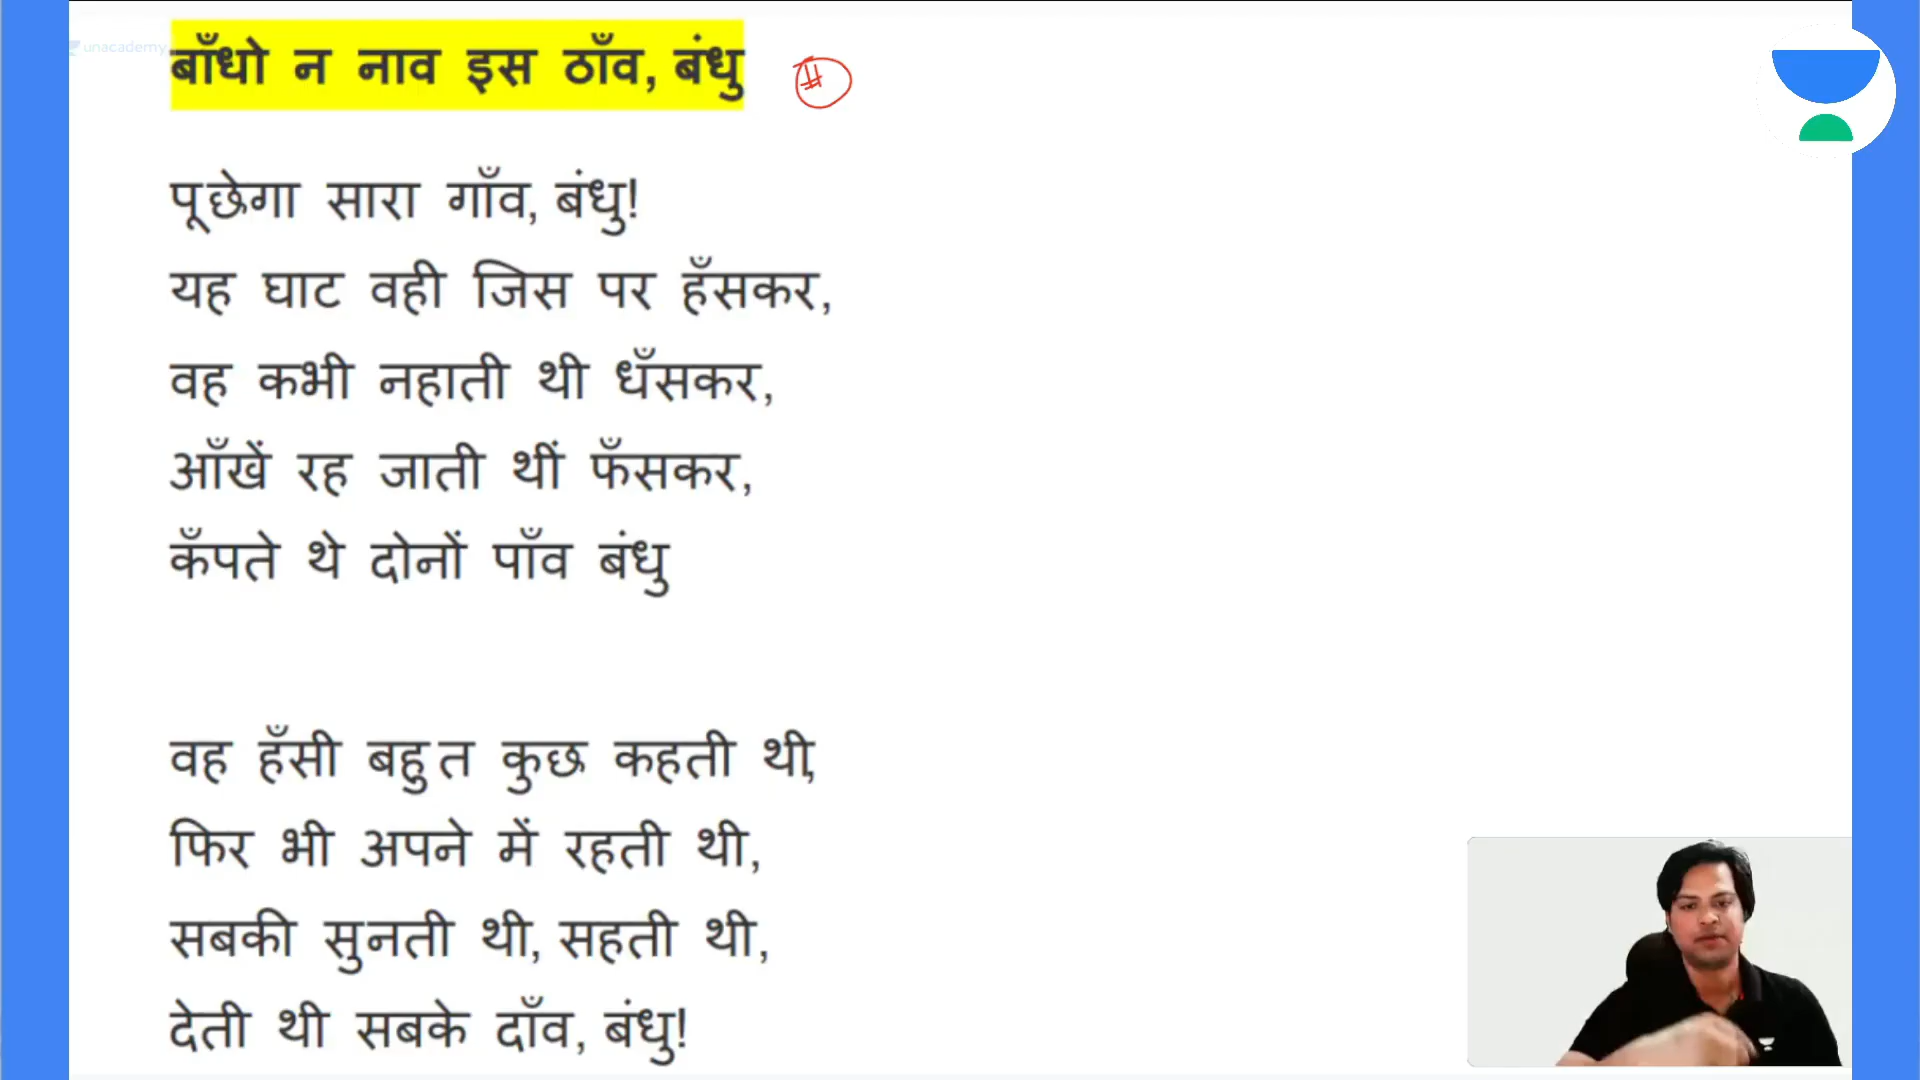 unacademy
बाँधो न नाव इस ठाँव, बंधु
पूछेगा सारा गाँव, बंधु!
यह घाट वही जिस पर हँसकर,
वह कभी नहाती थी धँसकर,
आँखें रह जाती थीं फँसकर,
कँपते थे दोनों पाँव बंधु
वह हँसी बहुत कुछ कहती थी,
फिर भी अपने में रहती थी,
सबकी सुनती थी, सहती थी,
देती थी सबके दाँव, बंधु!